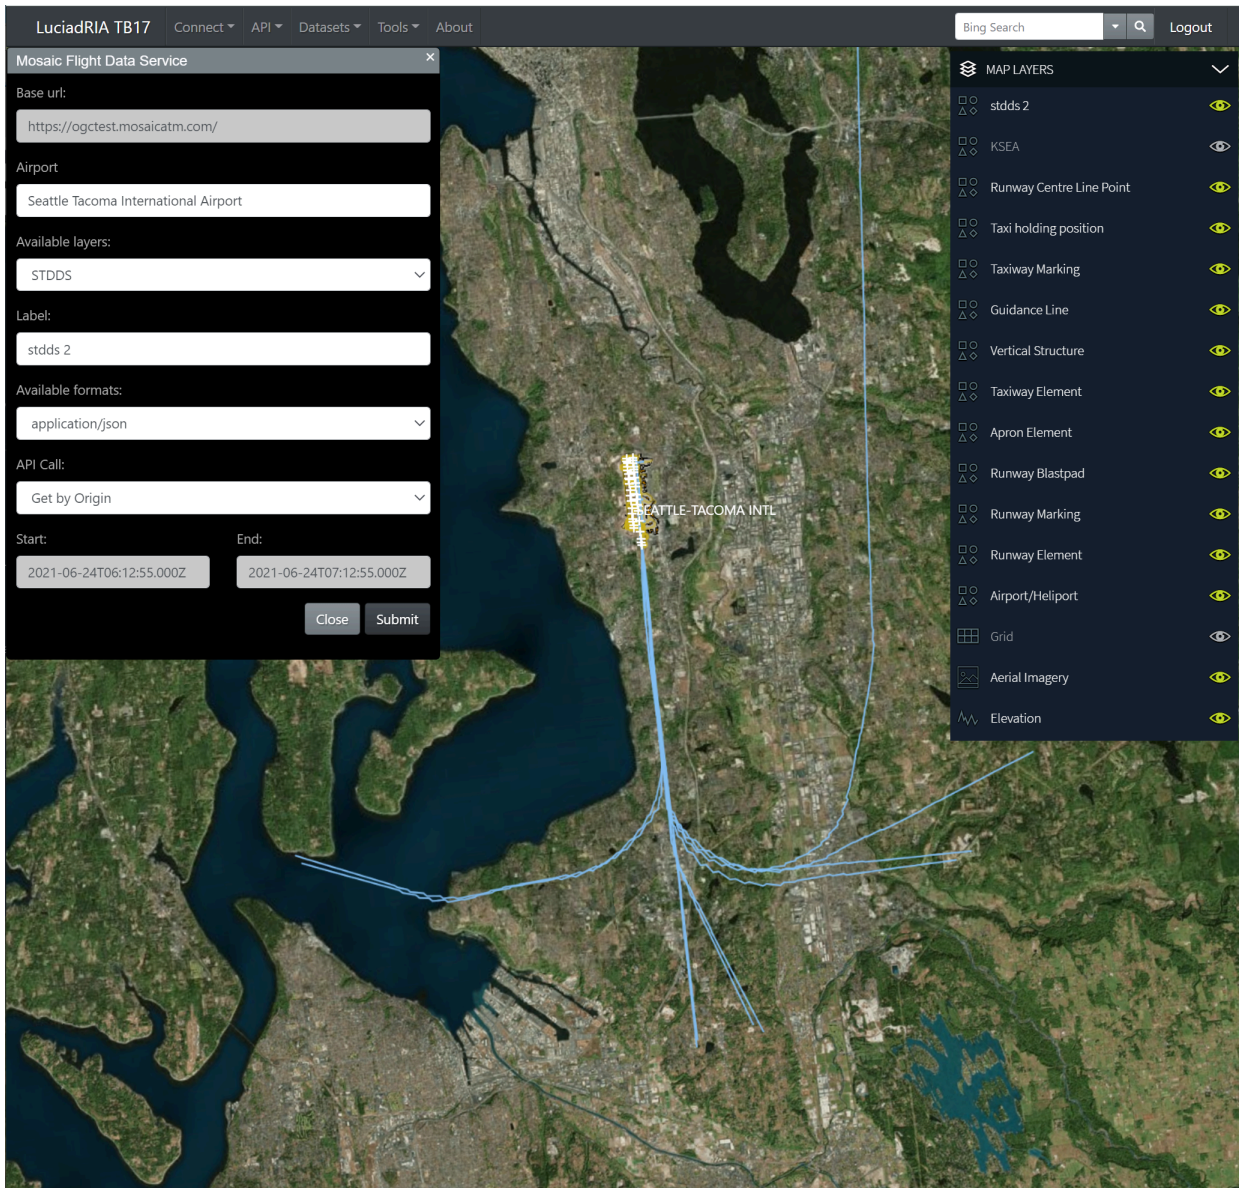 LuciadRIA TB17 Connect API Datasets Tools About Bing Search Logout
Mosaic Flight Data Service
Base url:
https://ogctest.mosaicatm.com/
Airport
Seattle Tacoma International Airport
Available layers:
STDDS
Label:
stdds 2
Available formats:
application/json
API Call:
Get by Origin
Start: End:
2021-06-24T06:12:55.000Z 2021-06-24T07:12:55.000Z
Close Submit
SEATTLE-TACOMA INTL
MAP LAYERS
stdds 2
KSEA
Runway Centre Line Point
Taxi holding position
Taxiway Marking
Guidance Line
Vertical Structure
Taxiway Element
Apron Element
Runway Blastpad
Runway Marking
Runway Element
Airport/Heliport
Grid
Aerial Imagery
Elevation